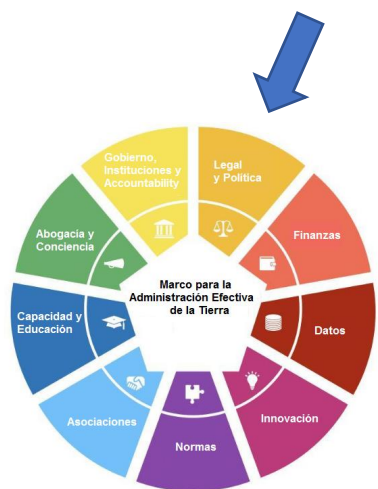 Gobierno,
Instituciones y
Accountability
Legal
y Politica
Finanzas
Datos
Innovación
Normas
Asociaciones
Capacidad y
Educación
Abogacía y
Conciencia
Marco para la
Administración Efectiva
de la Tierra